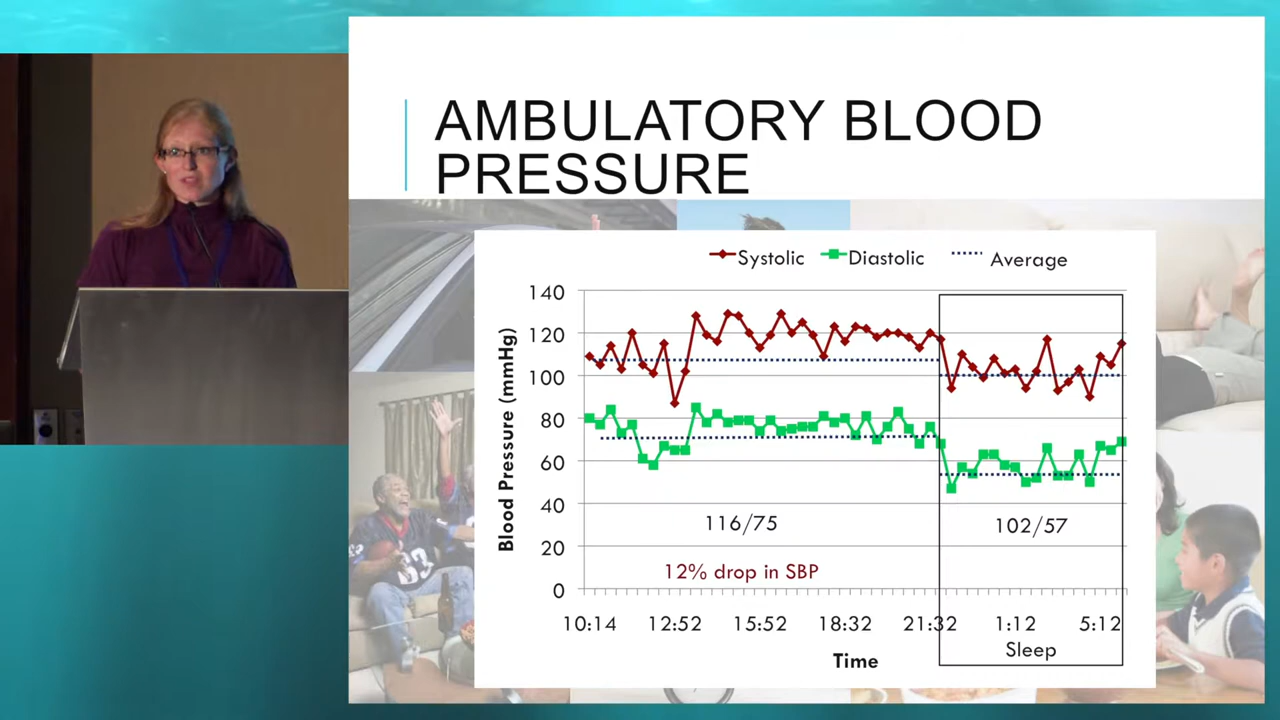 AMBULATORY BLOOD
PRESSURE
Systolic Diastolic Average
Blood Pressure (mmHg)
140
120
100
80
60
40
20
0
116/75
102/57
12% drop in SBP
10:14 12:52 15:52 18:32 21:32 1:12 5:12
Sleep
Time